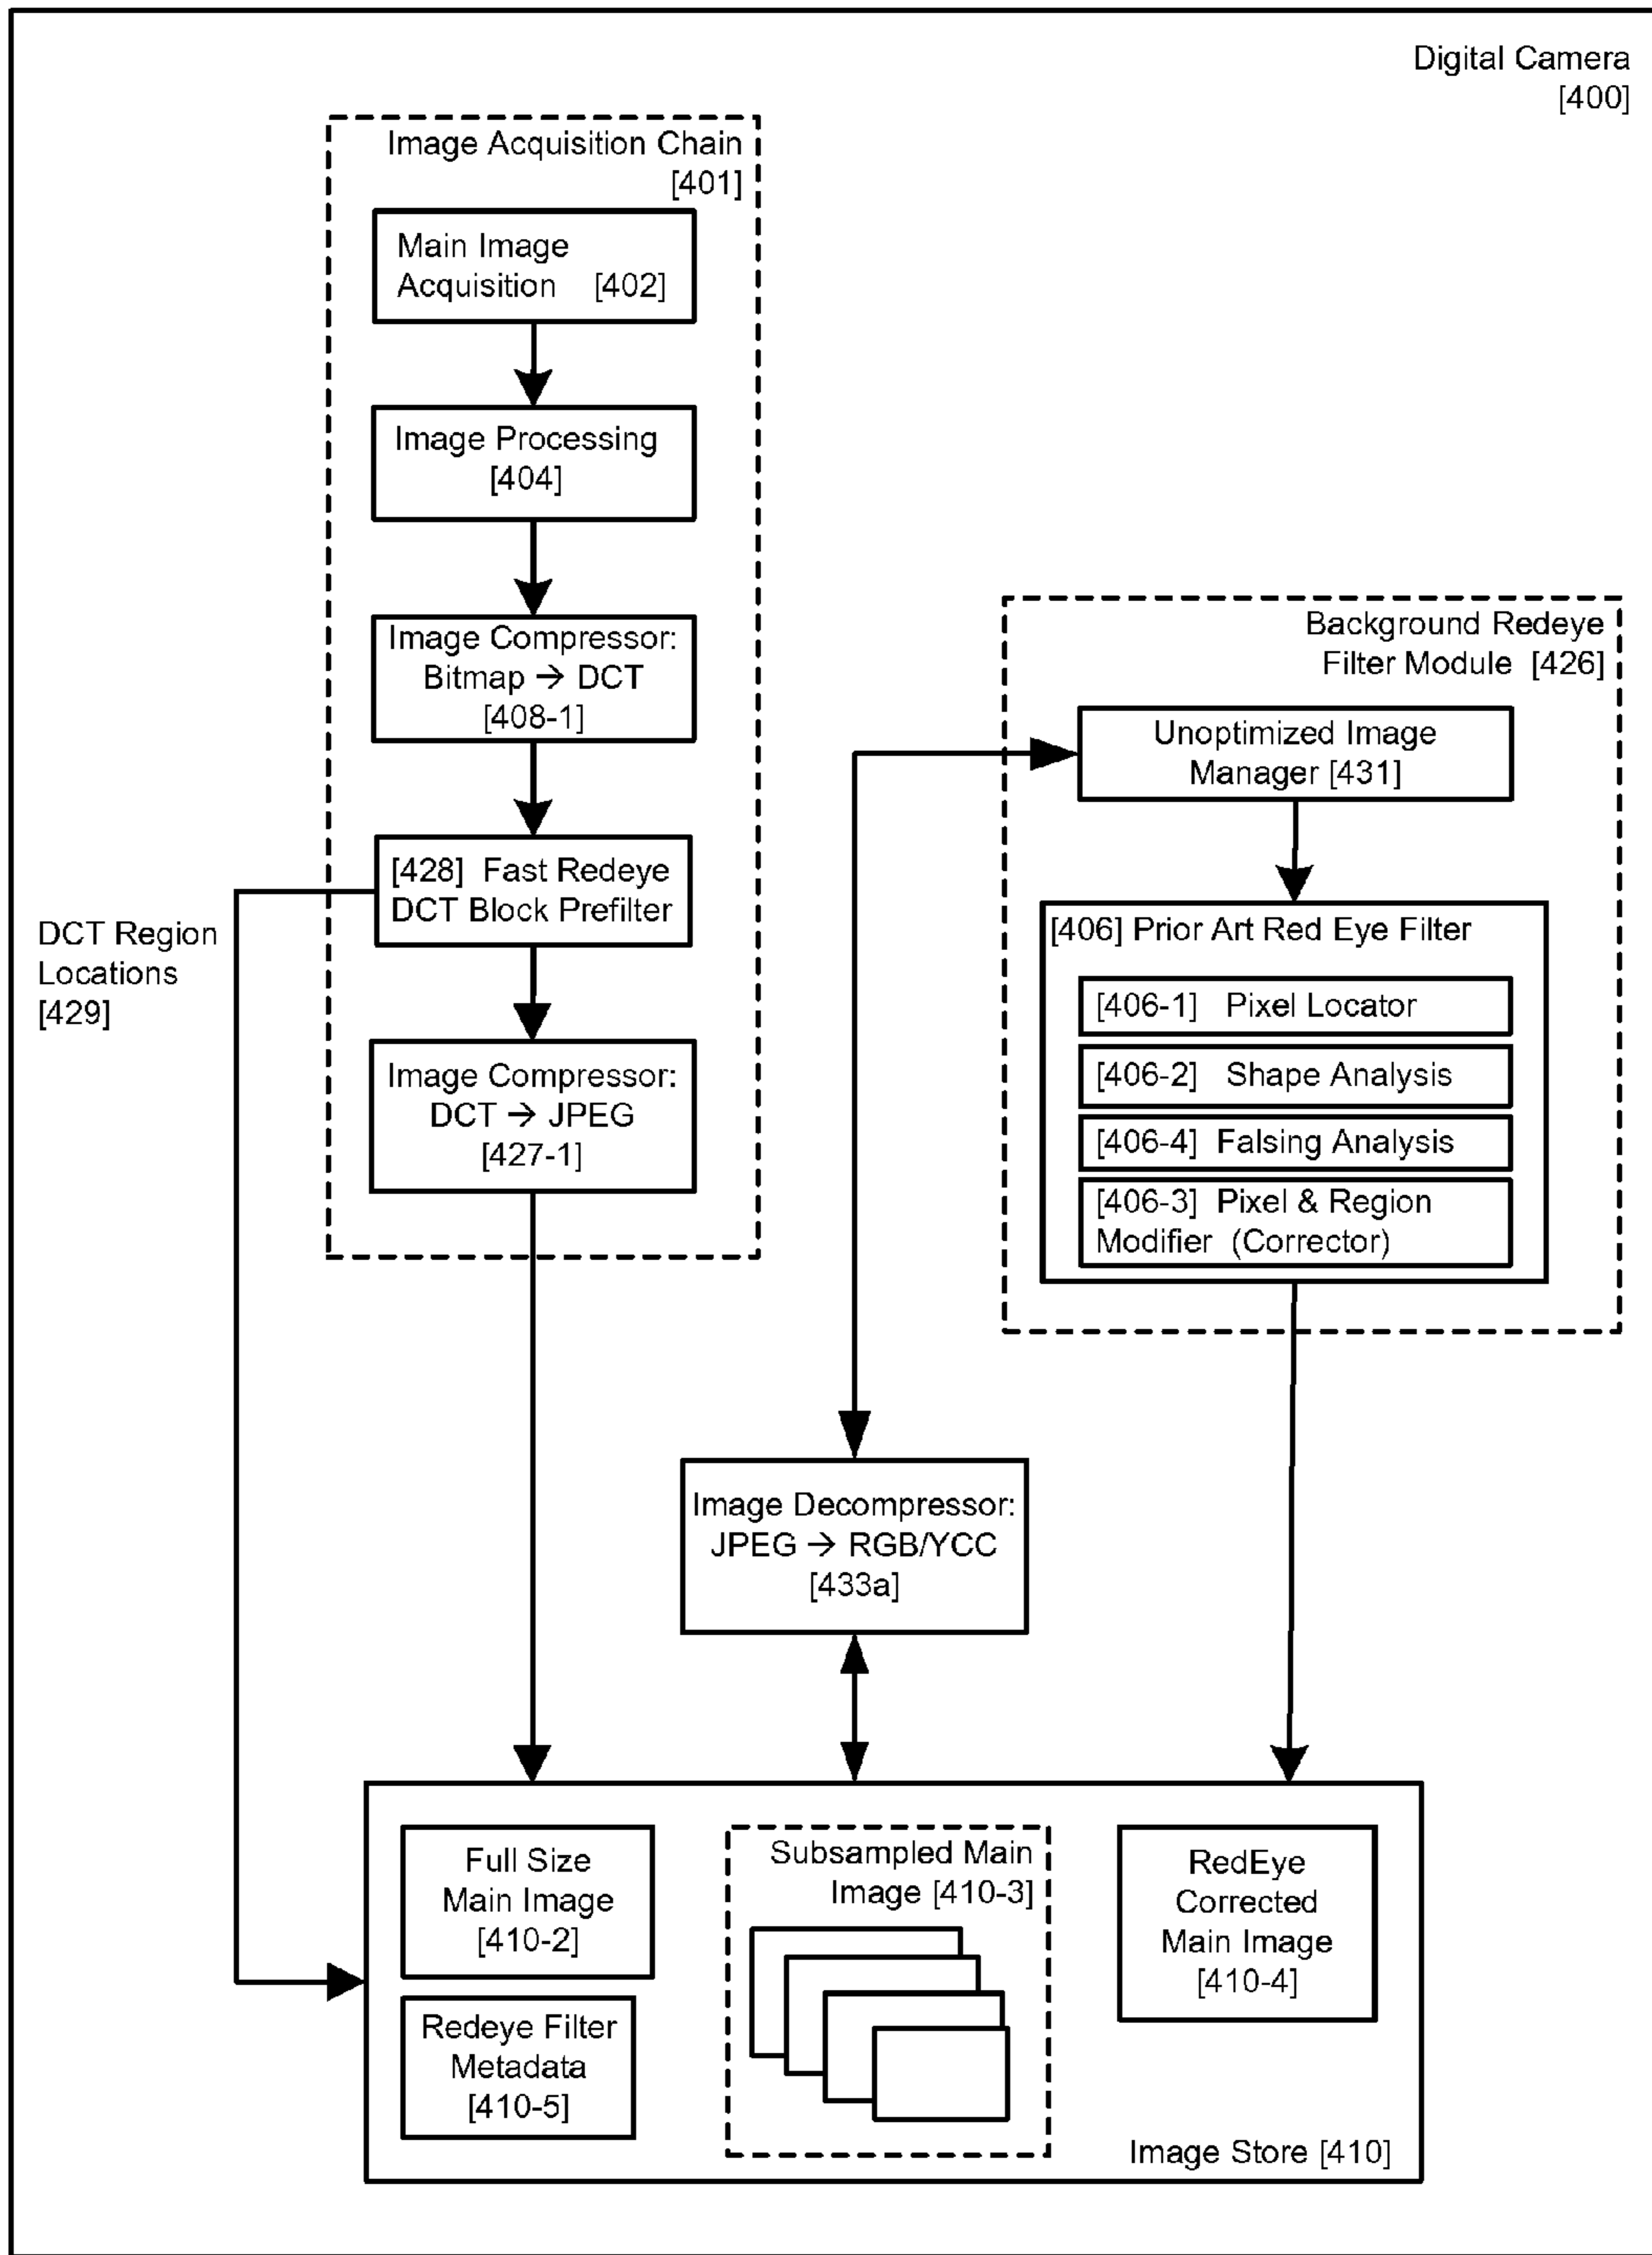 Digital Camera
[400]
Image Acquisition Chain
[401]
Main Image
Acquisition [402]
Image Processing
[404]
Image Compressor:
Bitmap → DCT
[408-1]
[428] Fast Redeye
DCT Block Prefilter
DCT Region
Locations
[429]
Image Compressor:
DCT → JPEG
[427-1]
Background Redeye
Filter Module [426]
Unoptimized Image
Manager [431]
[406] Prior Art Red Eye Filter
[406-1] Pixel Locator
[406-2] Shape Analysis
[406-4] Falsing Analysis
[406-3] Pixel & Region
Modifier (Corrector)
Image Decompressor:
JPEG → RGB/YCC
[433a]
Full Size
Main Image
[410-2]
Redeye Filter
Metadata
[410-5]
Subsampled Main
Image [410-3]
RedEye
Corrected
Main Image
[410-4]
Image Store [410]